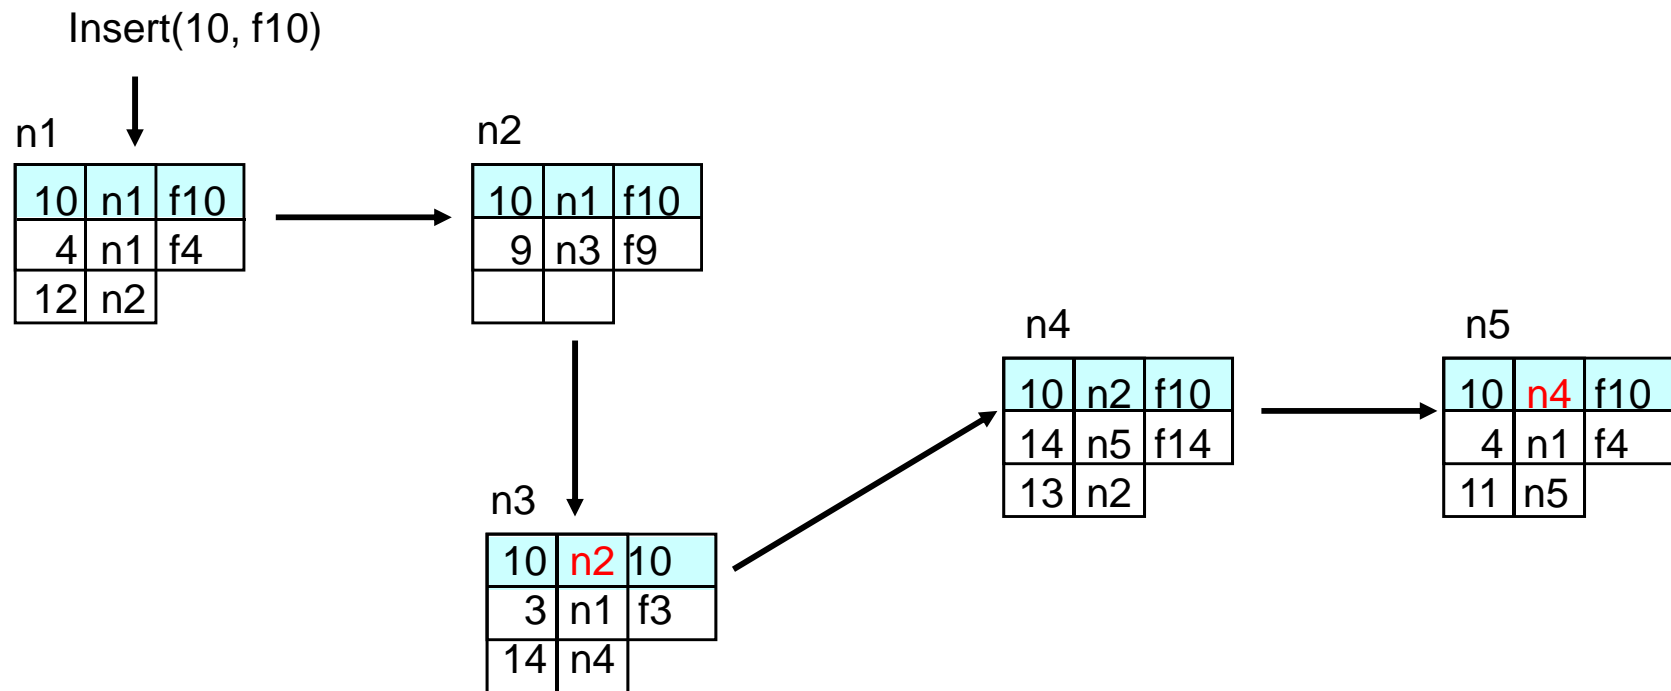 Insert(10, f10)
n1
10 n1 f10
4 n1 f4
12 n2
n2
10 n1 f10
9 n3 f9
n3
10 n2 10
3 n1 f3
14 n4
n4
10 n2 f10
14 n5 f14
13 n2
n5
10 n4 f10
4 n1 f4
11 n5